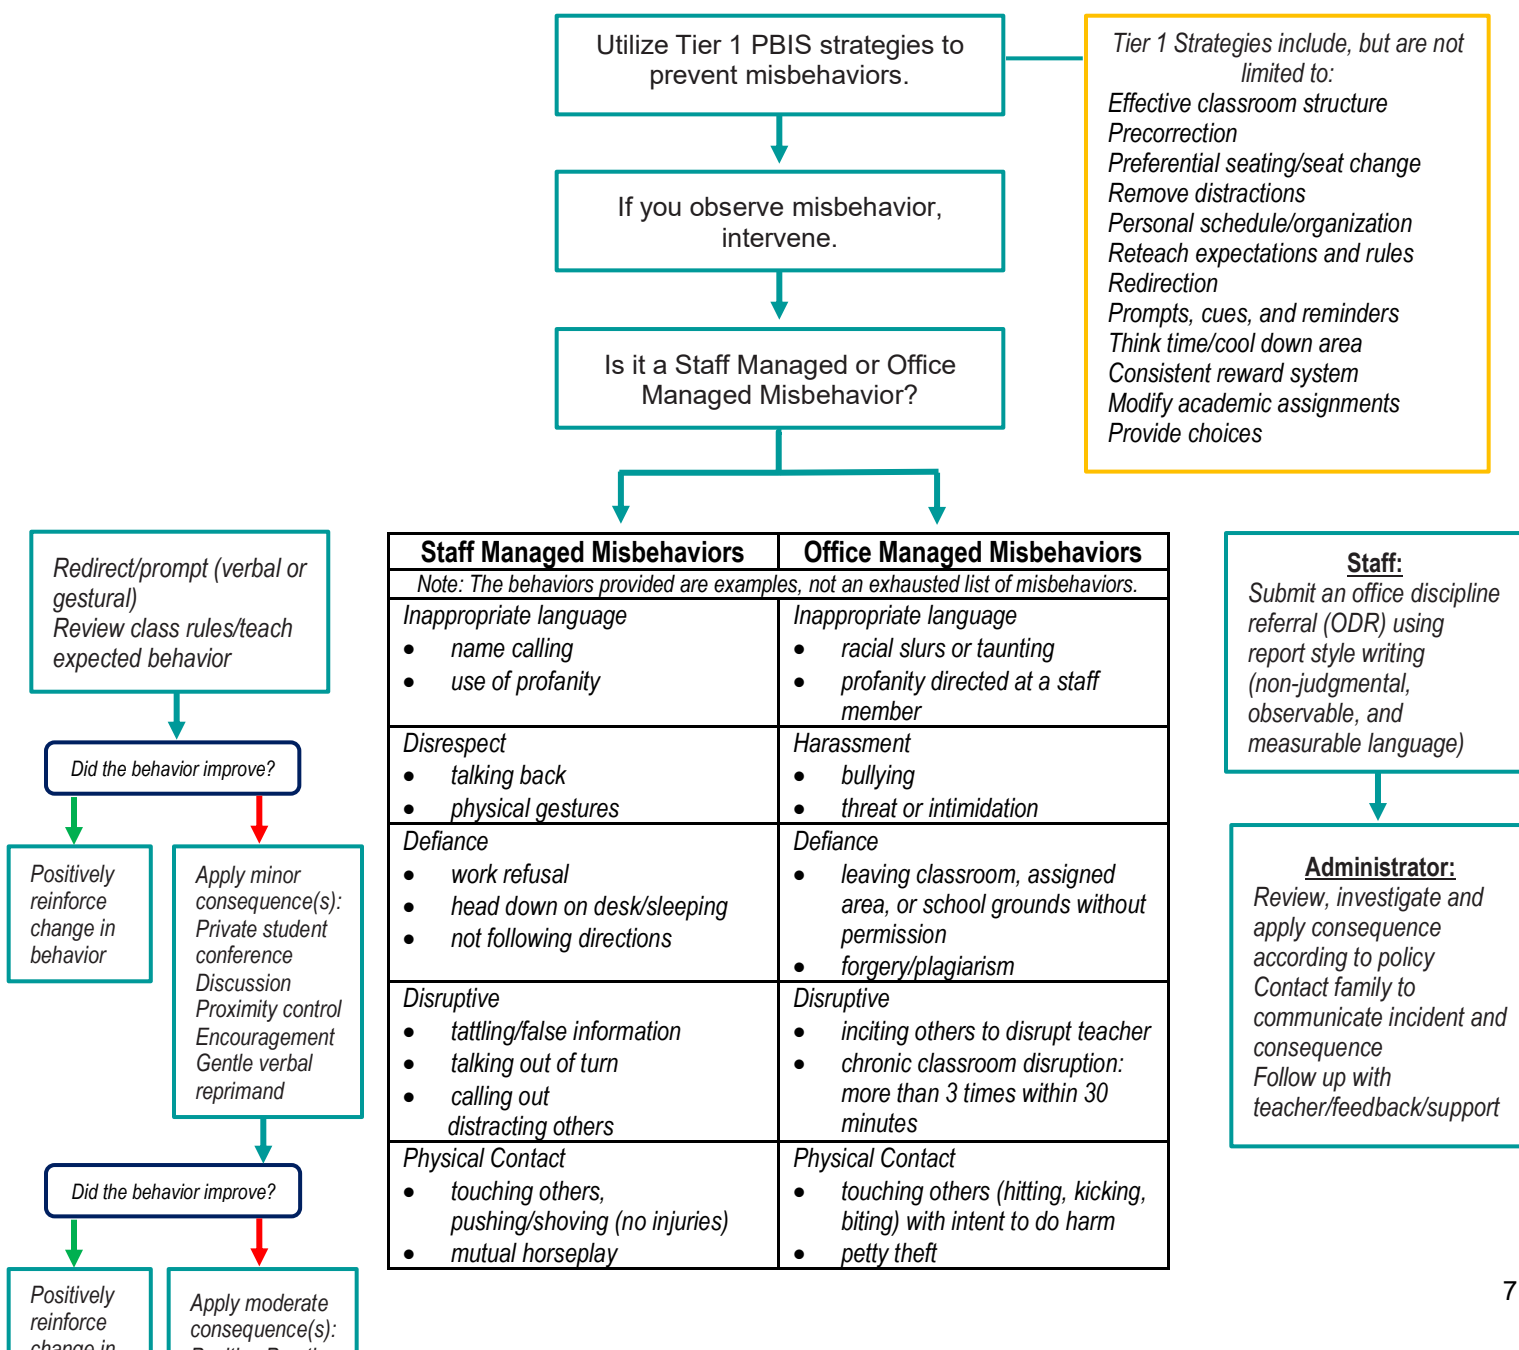 Utilize Tier 1 PBIS strategies to
prevent misbehaviors.
Tier 1 Strategies include, but are not
limited to:
Effective classroom structure
Precorrection
Preferential seating/seat change
Remove distractions
Personal schedule/organization
Reteach expectations and rules
Redirection
Prompts, cues, and reminders
Think time/cool down area
Consistent reward system
Modify academic assignments
Provide choices
If you observe misbehavior,
intervene.
Is it a Staff Managed or Office
Managed Misbehavior?
Redirect/prompt (verbal or
gestural)
Review class rules/teach
expected behavior
Did the behavior improve?
Positively
reinforce
change in
behavior
Apply minor
consequence(s):
Private student
conference
Discussion
Proximity control
Encouragement
Gentle verbal
reprimand
Did the behavior improve?
Positively
reinforce
change in
Apply moderate
consequence(s):
Staff Managed Misbehaviors
Office Managed Misbehaviors
Note: The behaviors provided are examples, not an exhausted list of misbehaviors.
Inappropriate language
• name calling
• use of profanity
Inappropriate language
• racial slurs or taunting
• profanity directed at a staff
member
Disrespect
• talking back
• physical gestures
Harassment
• bullying
• threat or intimidation
Defiance
• work refusal
• head down on desk/sleeping
• not following directions
Defiance
• leaving classroom, assigned
area, or school grounds without
permission
• forgery/plagiarism
Disruptive
• tattling/false information
• talking out of turn
• calling out
distracting others
Disruptive
• inciting others to disrupt teacher
• chronic classroom disruption:
more than 3 times within 30
minutes
Physical Contact
• touching others,
pushing/shoving (no injuries)
• mutual horseplay
Physical Contact
• touching others (hitting, kicking,
biting) with intent to do harm
• petty theft
Staff:
Submit an office discipline
referral (ODR) using
report style writing
(non-judgmental,
observable, and
measurable language)
Administrator:
Review, investigate and
apply consequence
according to policy
Contact family to
communicate incident and
consequence
Follow up with
teacher/feedback/support
7